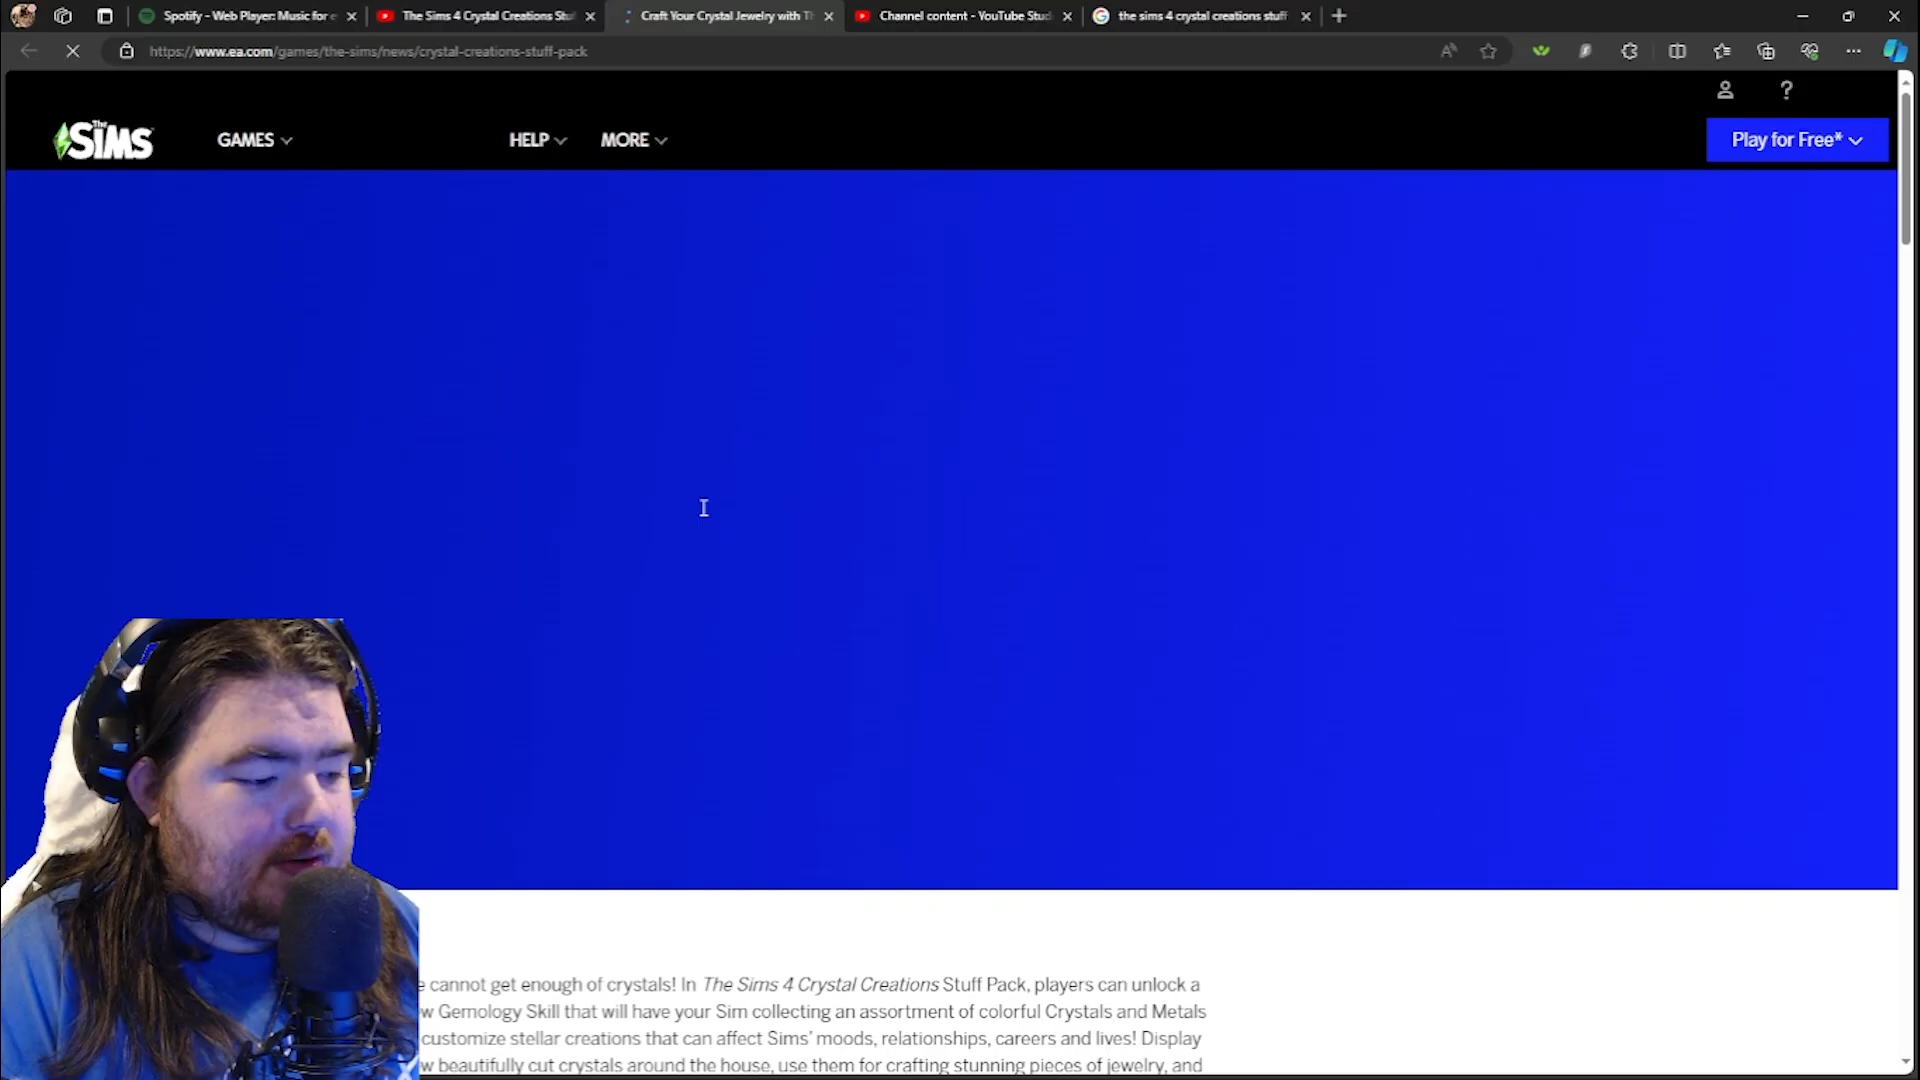 Spotify - Web Player: Music for e
The Sims 4 Crystal Creations Stu
Craft Your Crystal Jewelry with Th
Channel content - YouTube Studi
the sims 4 crystal creations stuff
https://www.ea.com/games/the-sims/news/crystal-creations-stuff-pack
The SIMS
GAMES
HELP
MORE
?
Play for Free*
cannot get enough of crystals! In The Sims 4 Crystal Creations Stuff Pack, players can unlock a
w Gemology Skill that will have your Sim collecting an assortment of colorful Crystals and Metals
customize stellar creations that can affect Sims' moods, relationships, careers and lives! Display
w beautifully cut crystals around the house, use them for crafting stunning pieces of jewelry, and